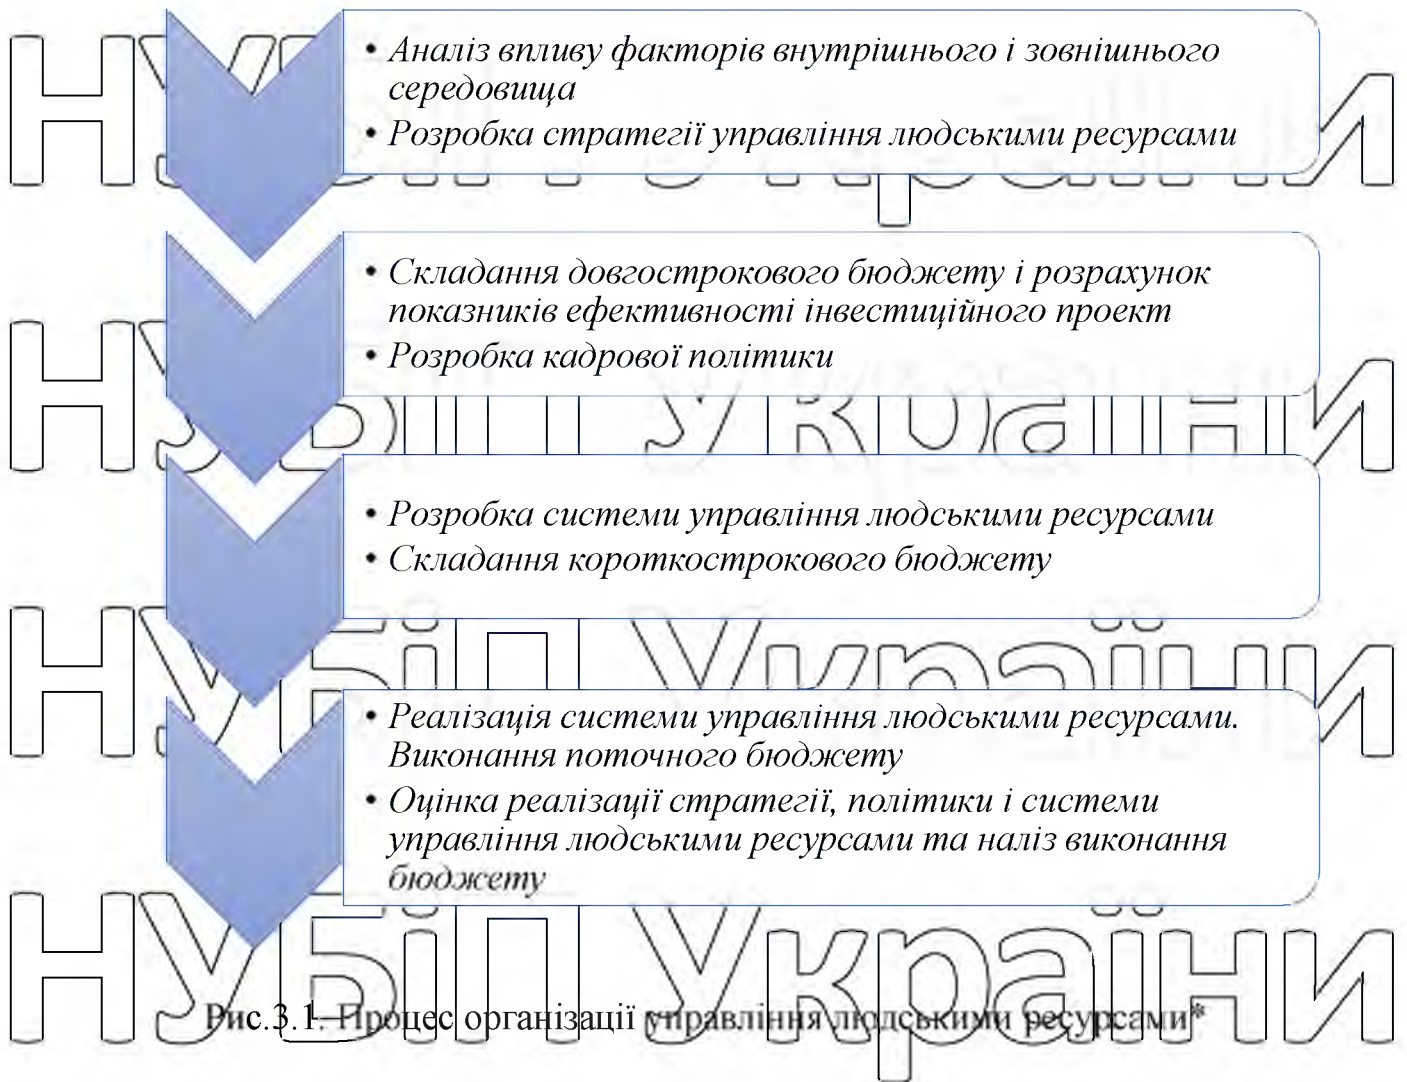 НУБіП України
• Аналіз впливу факторів внутрішнього і зовнішнього
середовища
• Розробка стратегії управління людськими ресурсами
• Складання довгострокового бюджету і розрахунок
показників ефективності інвестиційного проект
• Розробка кадрової політики
НУБіП України
• Розробка системи управління людськими ресурсами
• Складання короткострокового бюджету
НУБіП України
• Реалізація системи управління людськими ресурсами.
Виконання поточного бюджету
• Оцінка реалізації стратегії, політики і системи
управління людськими ресурсами та наліз виконання
бюджету
НУБіП України
Рис.3.1. Процес організації управління людськими ресурсами*